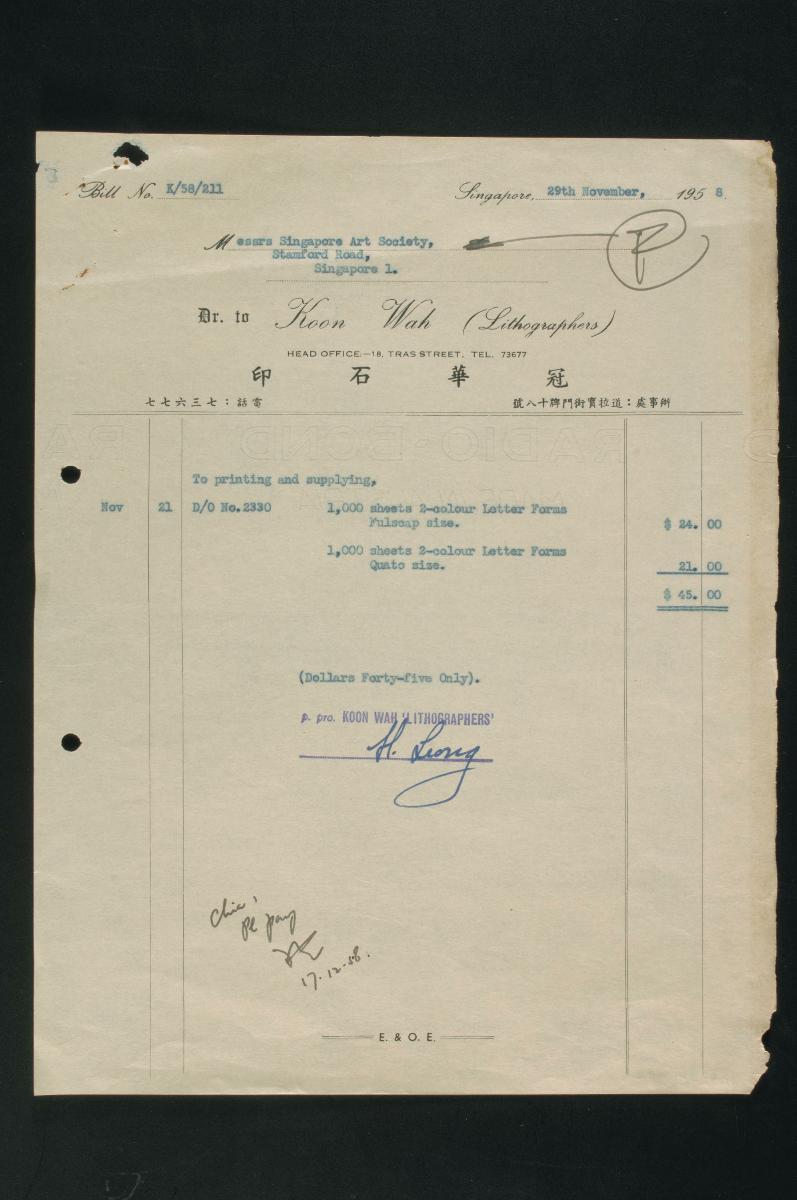 Bill No. K/58/211 Singapore, 29th November, 1958.
Messrs Singapore Art Society,
Stamford Road,
Singapore 1.
P
Dr. to Koon Wah (Lithographers)
HEAD OFFICE:—18, TRAS STREET, TEL. 73677
印 石 華 冠
七七六三七：話電 號八十牌門街實拉道：處事辦
To printing and supplying,
Nov 21 D/O No.2330 1,000 sheets 2-colour Letter Forms
Fulscap size. $ 24. 00
1,000 sheets 2-colour Letter Forms
Quato size. 21. 00
$ 45. 00
(Dollars Forty-five Only).
p. pro. KOON WAH 'LITHOGRAPHERS'
H. Leong
Chia,
Pl pay
17.12.58.
E. & O. E.